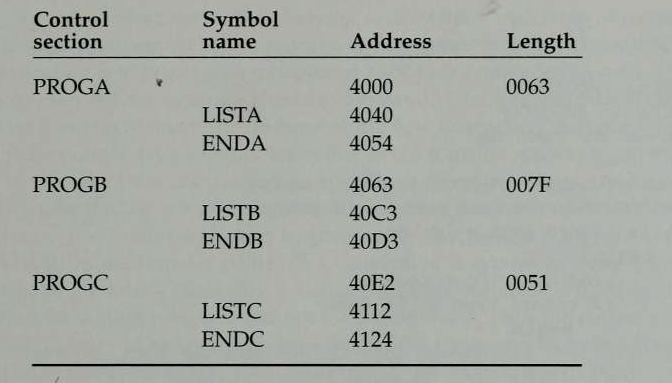 Control section Symbol name Address Length
PROGA 4000 0063
LISTA 4040
ENDA 4054
PROGB 4063 007F
LISTB 40C3
ENDB 40D3
PROGC 40E2 0051
LISTC 4112
ENDC 4124